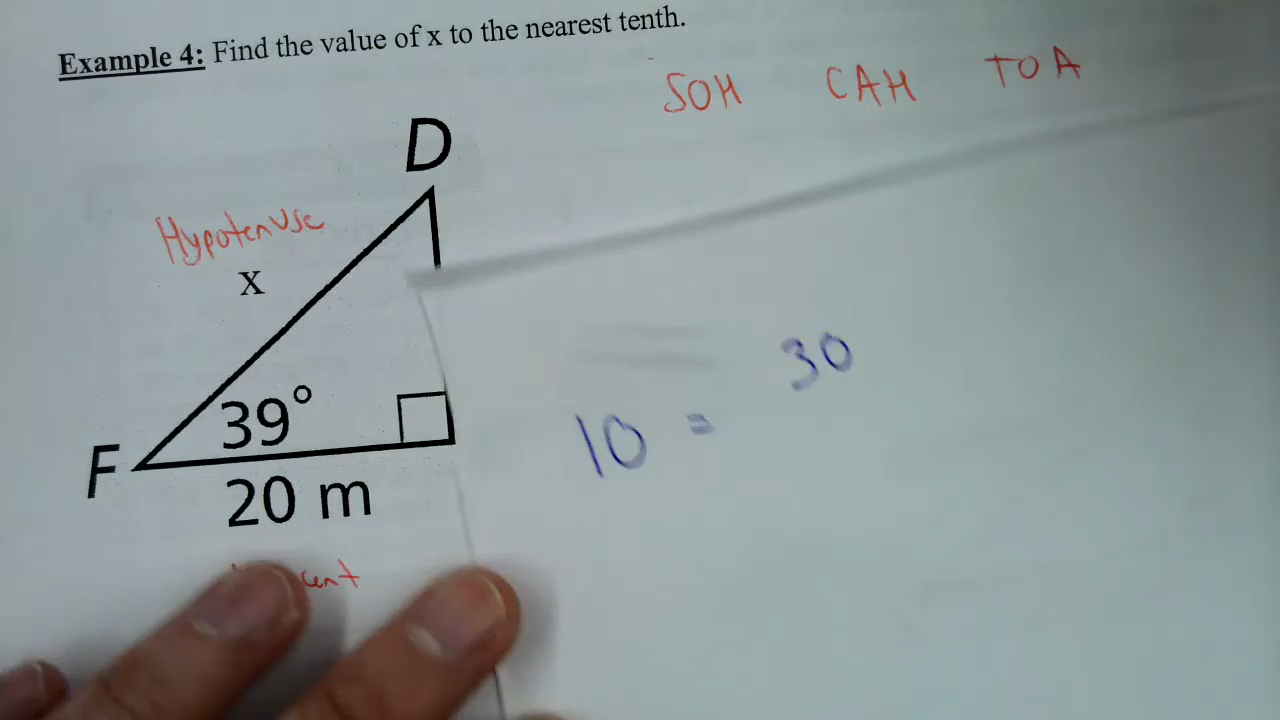 Example 4: Find the value of x to the nearest tenth.
SOH CAH TOA
D
Hypotenuse
x
30
10 =
39°
F
20 m